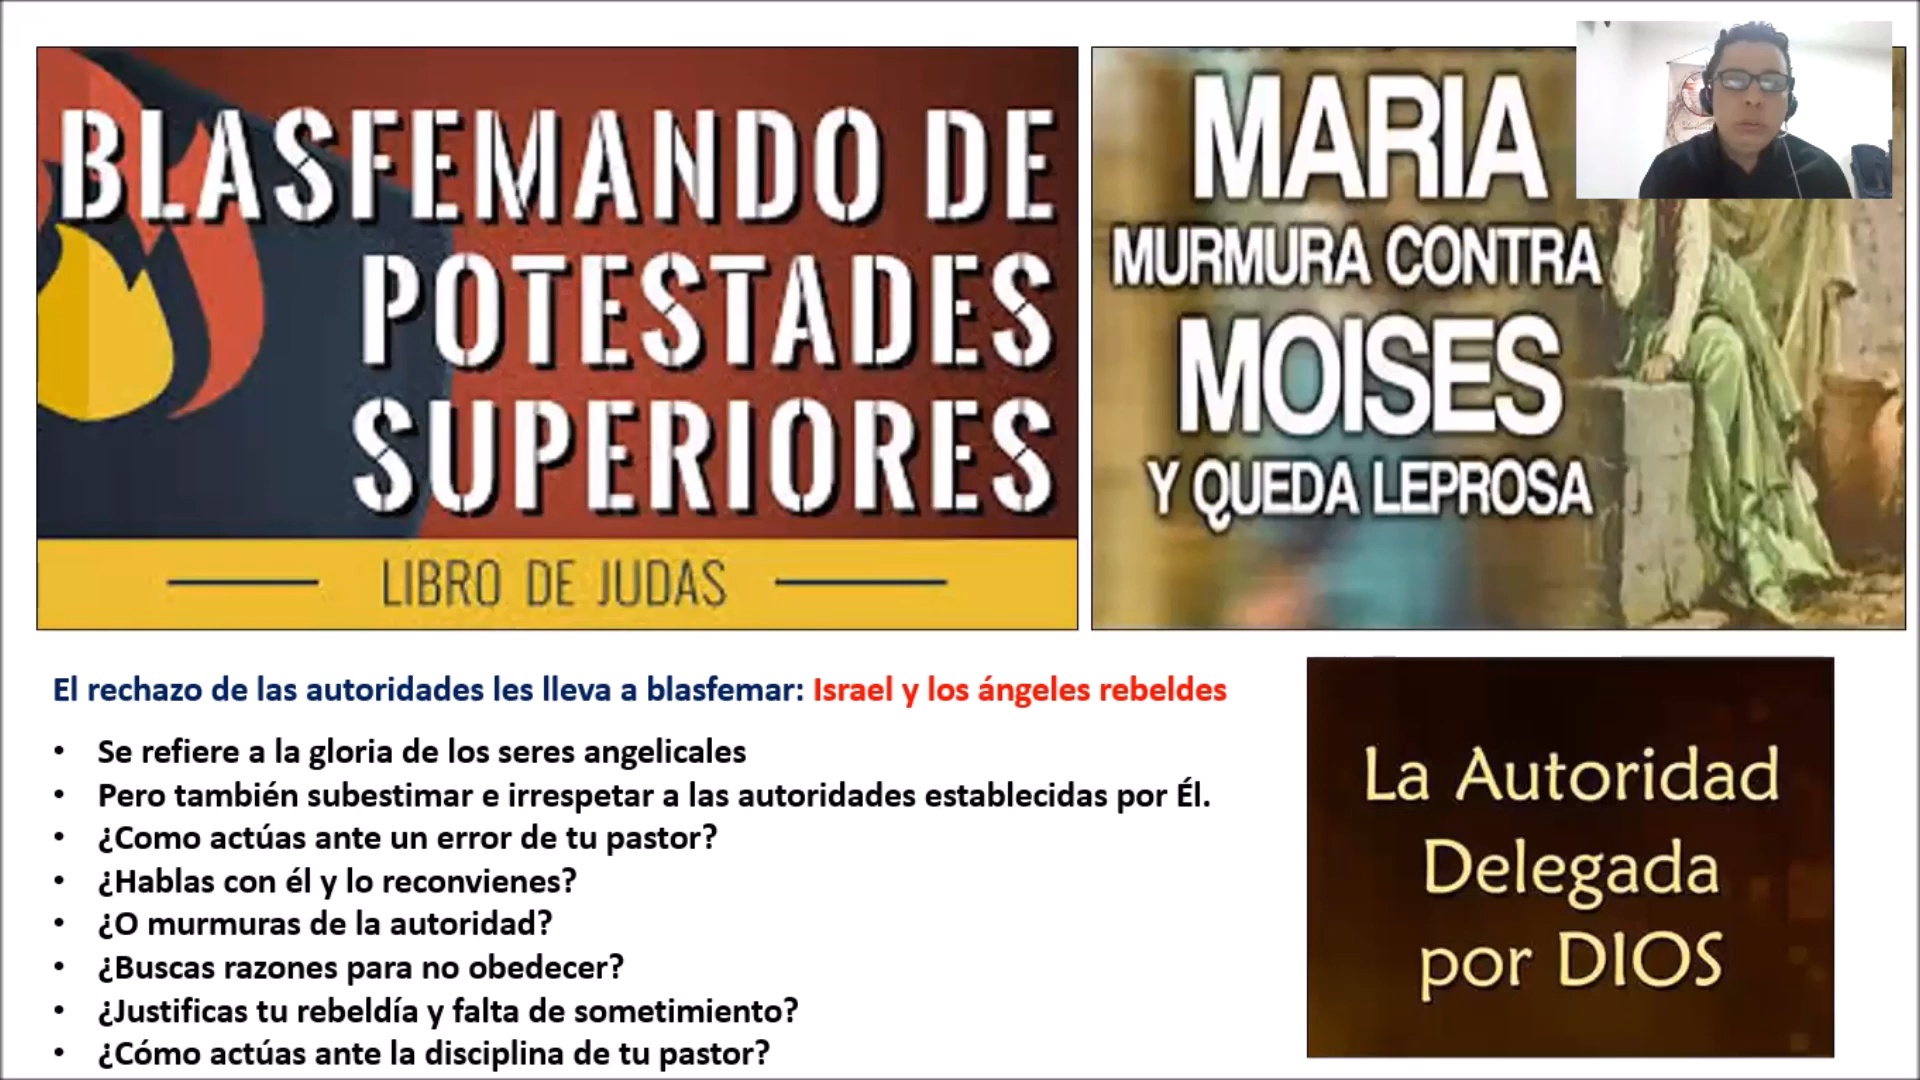 BLASFEMANDO DE
POTESTADES
SUPERIORES
LIBRO DE JUDAS
MARIA
MURMURA CONTRA
MOISES
Y QUEDA LEPROSA
El rechazo de las autoridades les lleva a blasfemar: Israel y los ángeles rebeldes
• Se refiere a la gloria de los seres angelicales
• Pero también subestimar e irrespetar a las autoridades establecidas por Él.
• ¿Como actúas ante un error de tu pastor?
• ¿Hablas con él y lo reconvienes?
• ¿O murmuras de la autoridad?
• ¿Buscas razones para no obedecer?
• ¿Justificas tu rebeldía y falta de sometimiento?
• ¿Cómo actúas ante la disciplina de tu pastor?
La Autoridad
Delegada
por DIOS